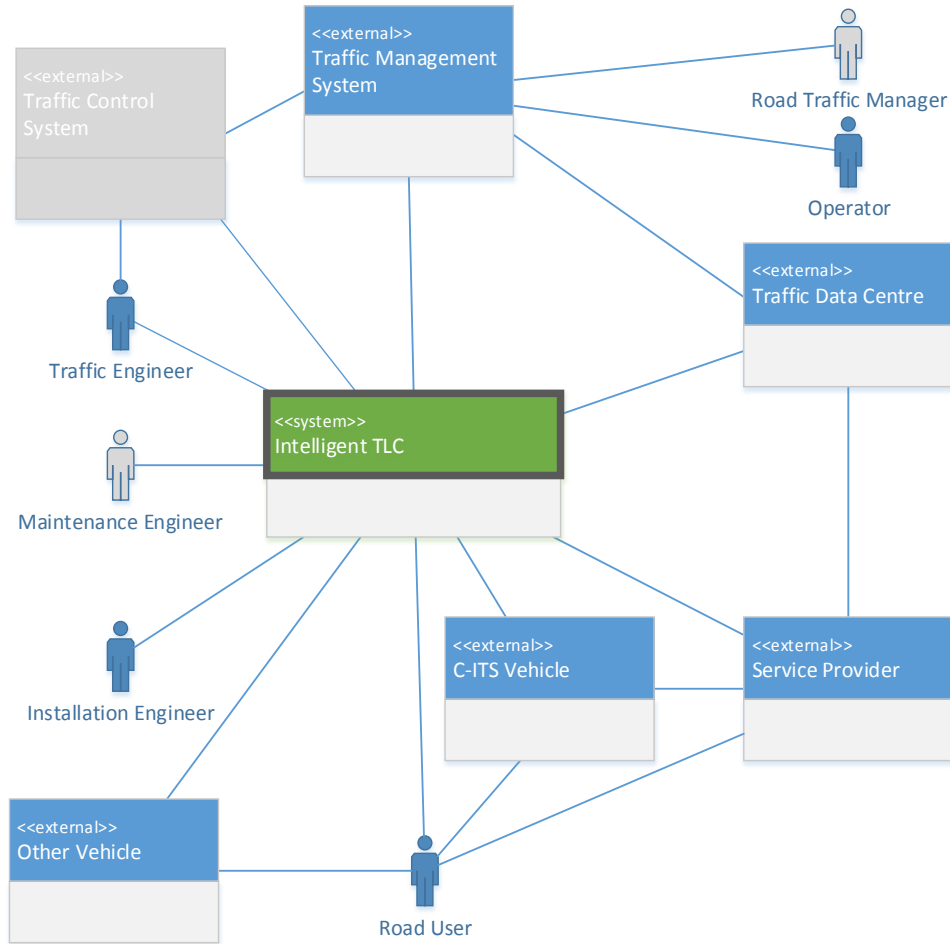 <<external>>
Traffic Management
System
<<external>>
Traffic Control
System
Road Traffic Manager
Operator
<<external>>
Traffic Data Centre
Traffic Engineer
<<system>>
Intelligent TLC
Maintenance Engineer
Installation Engineer
<<external>>
C-ITS Vehicle
<<external>>
Service Provider
<<external>>
Other Vehicle
Road User